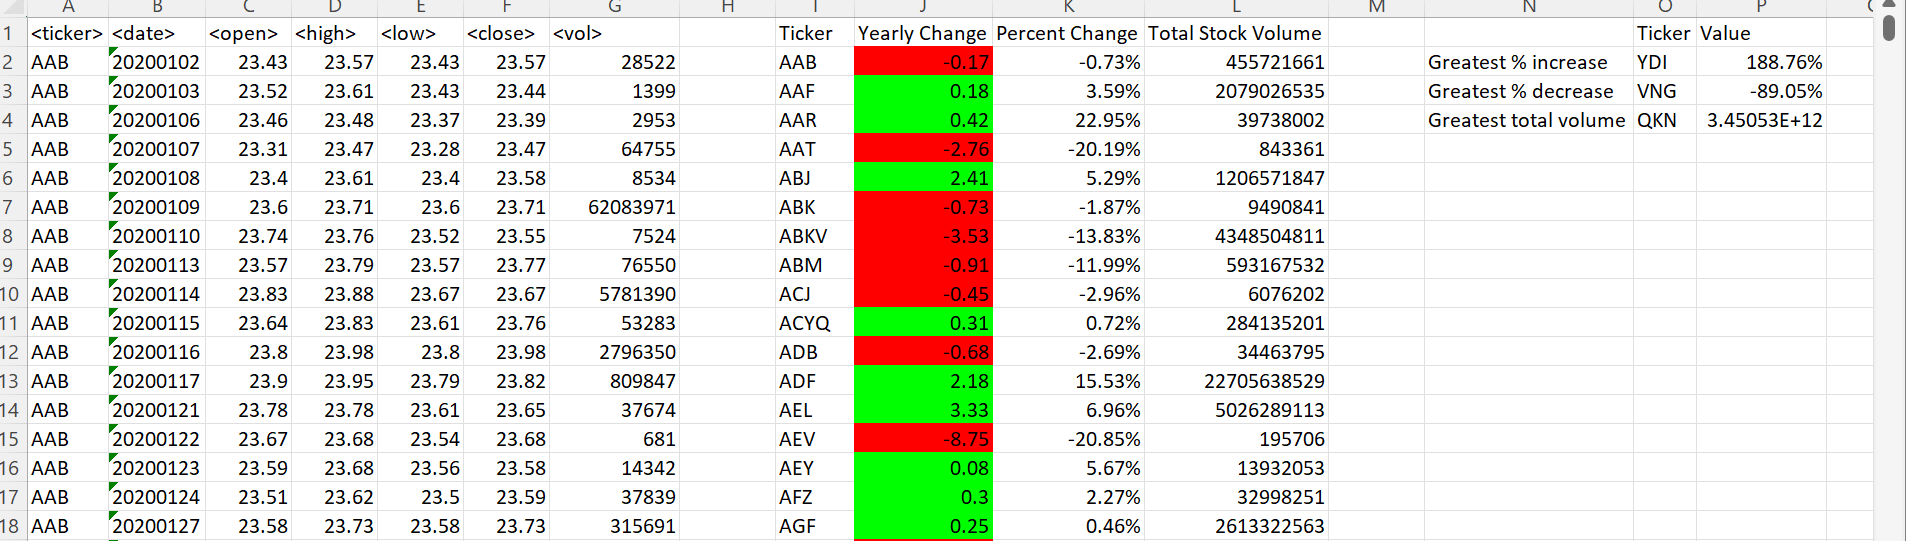 A B C D E F G H I J K L M N O P
1 <ticker> <date> <open> <high> <low> <close> <vol> Ticker Yearly Change Percent Change Total Stock Volume Ticker Value
2 AAB 20200102 23.43 23.57 23.43 23.57 28522 AAB -0.17 -0.73% 455721661 Greatest % increase YDI 188.76%
3 AAB 20200103 23.52 23.61 23.43 23.44 1399 AAF 0.18 3.59% 2079026535 Greatest % decrease VNG -89.05%
4 AAB 20200106 23.46 23.48 23.37 23.39 2953 AAR 0.42 22.95% 39738002 Greatest total volume QKN 3.45053E+12
5 AAB 20200107 23.31 23.47 23.28 23.47 64755 AAT -2.76 -20.19% 843361
6 AAB 20200108 23.4 23.61 23.4 23.58 8534 ABJ 2.41 5.29% 1206571847
7 AAB 20200109 23.6 23.71 23.6 23.71 62083971 ABK -0.73 -1.87% 9490841
8 AAB 20200110 23.74 23.76 23.52 23.55 7524 ABKV -3.53 -13.83% 4348504811
9 AAB 20200113 23.57 23.79 23.57 23.77 76550 ABM -0.91 -11.99% 593167532
10 AAB 20200114 23.83 23.88 23.67 23.67 5781390 ACJ -0.45 -2.96% 6076202
11 AAB 20200115 23.64 23.83 23.61 23.76 53283 ACYQ 0.31 0.72% 284135201
12 AAB 20200116 23.8 23.98 23.8 23.98 2796350 ADB -0.68 -2.69% 34463795
13 AAB 20200117 23.9 23.95 23.79 23.82 809847 ADF 2.18 15.53% 22705638529
14 AAB 20200121 23.78 23.78 23.61 23.65 37674 AEL 3.33 6.96% 5026289113
15 AAB 20200122 23.67 23.68 23.54 23.68 681 AEV -8.75 -20.85% 195706
16 AAB 20200123 23.59 23.68 23.56 23.58 14342 AEY 0.08 5.67% 13932053
17 AAB 20200124 23.51 23.62 23.5 23.59 37839 AFZ 0.3 2.27% 32998251
18 AAB 20200127 23.58 23.73 23.58 23.73 315691 AGF 0.25 0.46% 2613322563